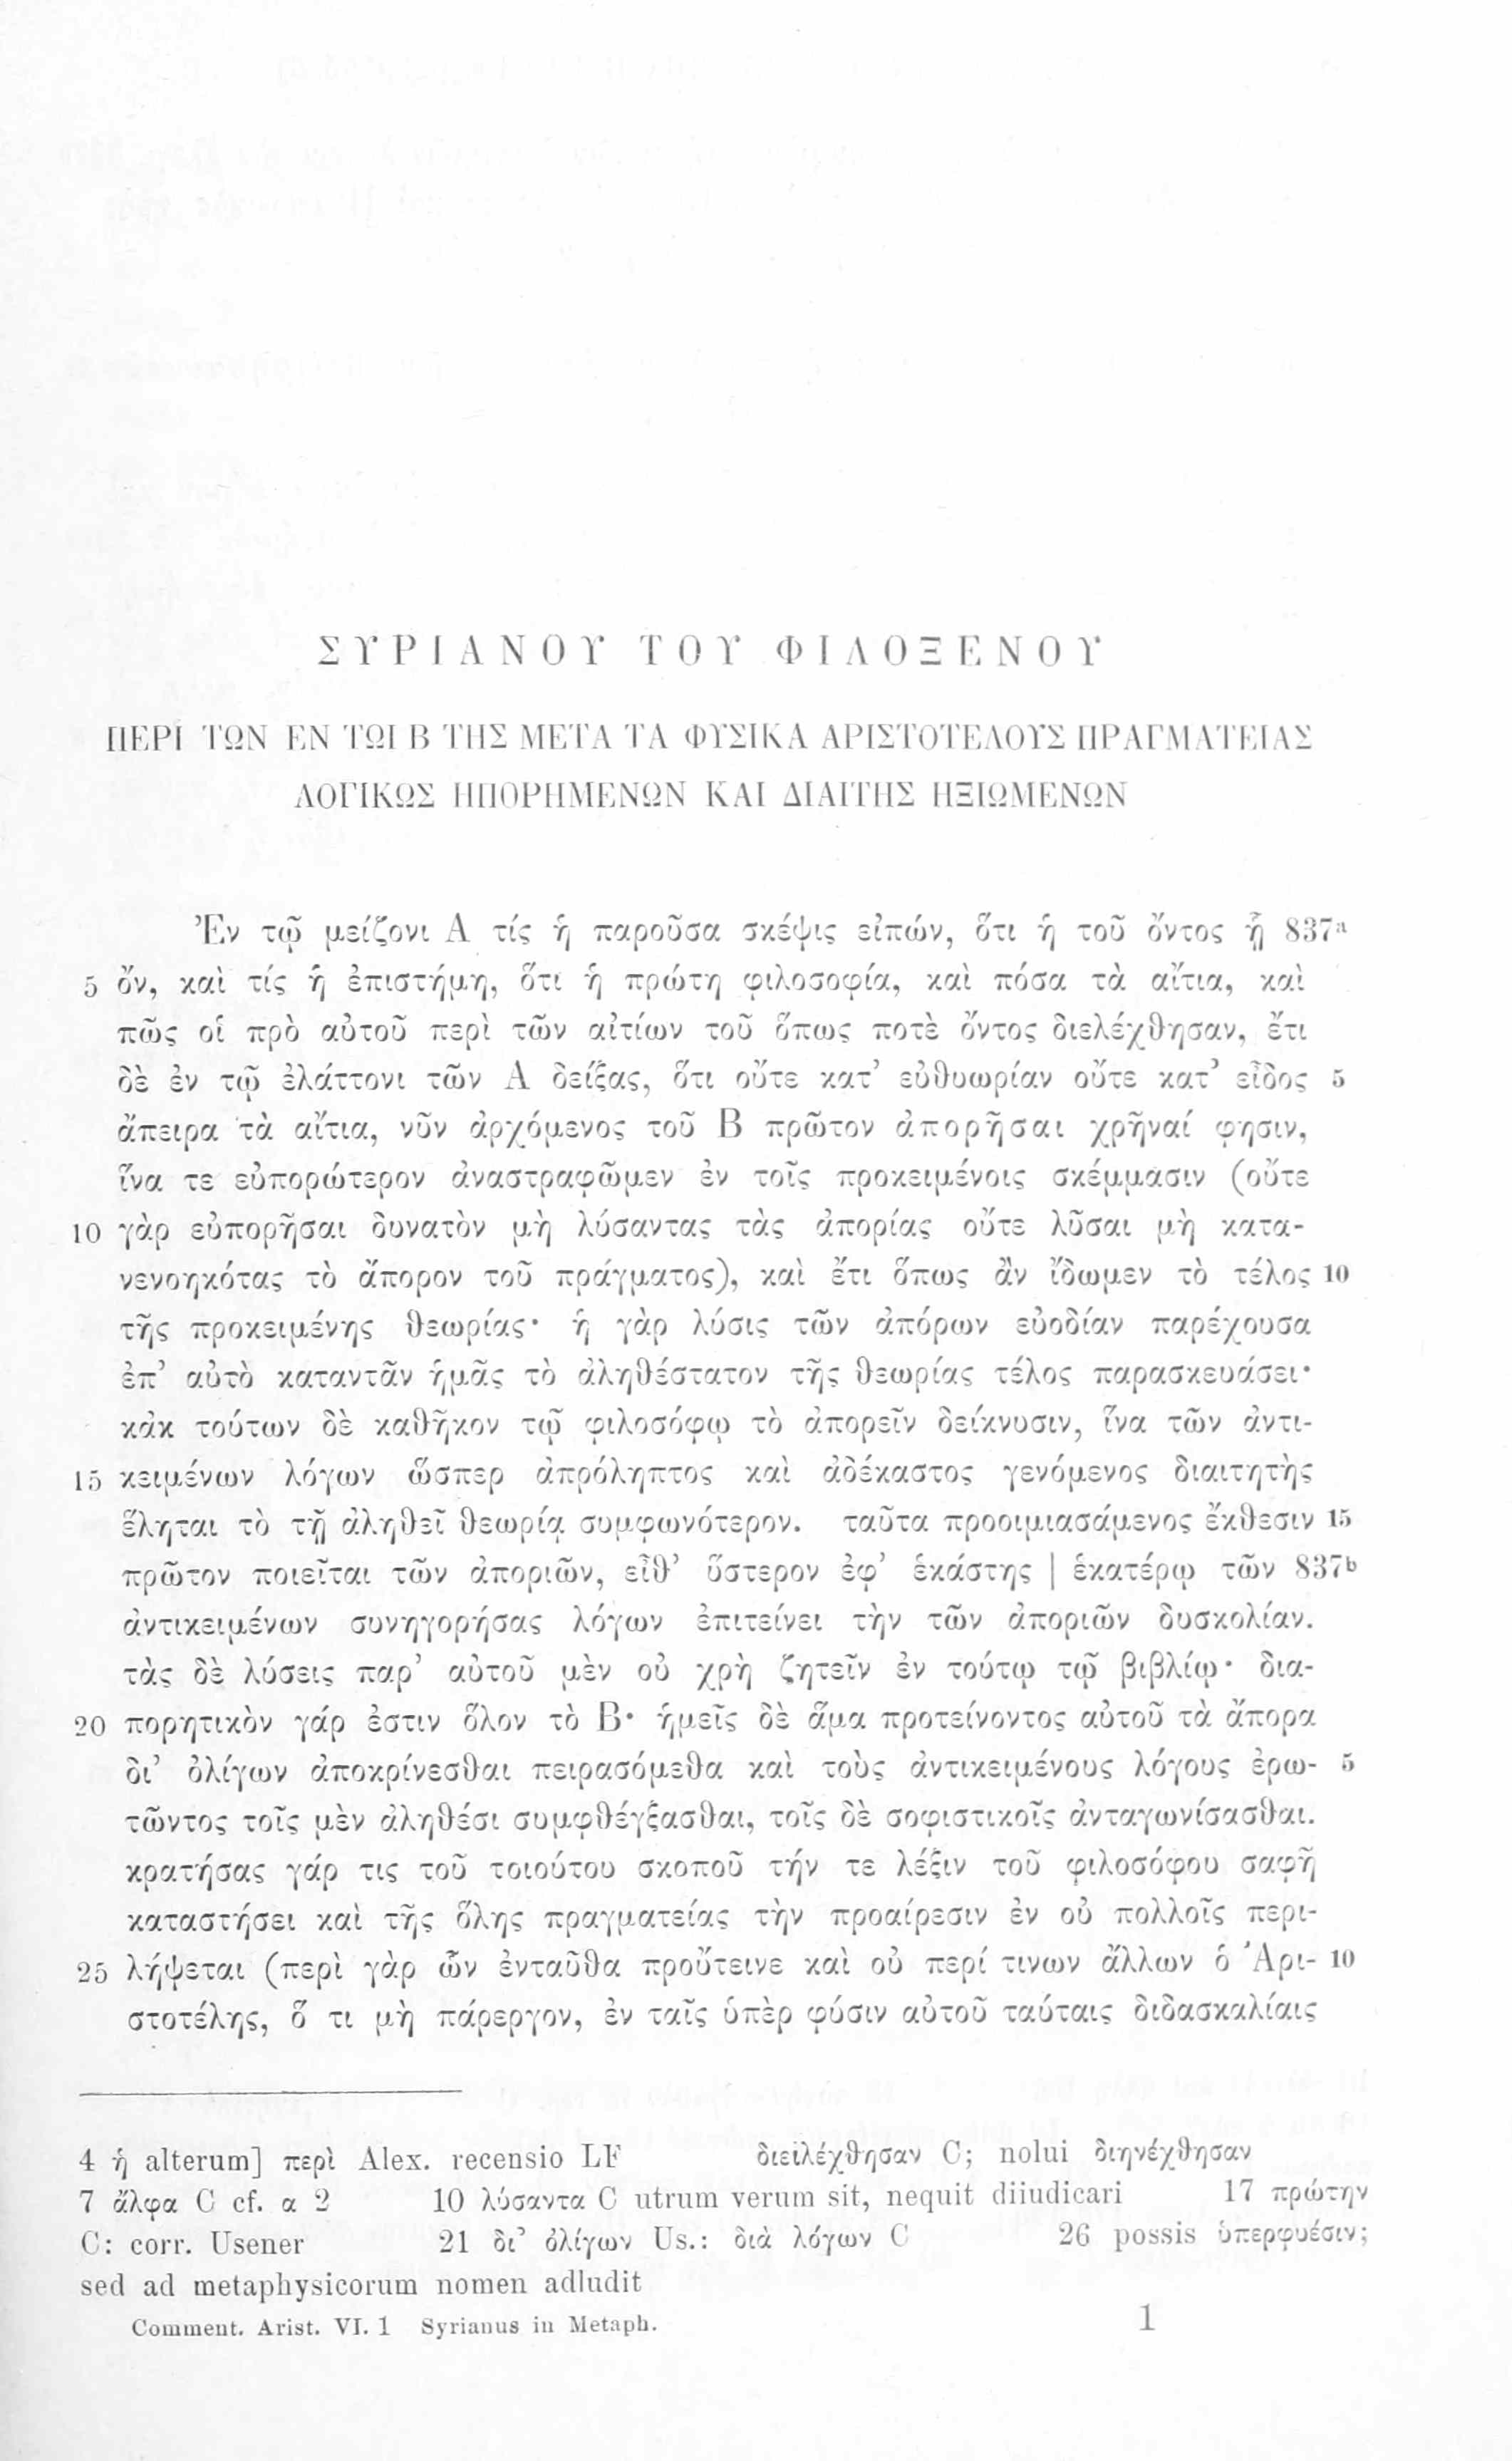 ΣΥΡΙΑΝΟΥ ΤΟΥ ΦΙΛΟΞΕΝΟΥ
ΠΕΡΙ ΤΩΝ ΕΝ ΤΩΙ Β ΤΗΣ ΜΕΤΑ ΤΑ ΦΥΣΙΚΑ ΑΡΙΣΤΟΤΕΛΟΥΣ ΠΡΑΓΜΑΤΕΙΑΣ
ΛΟΓΙΚΩΣ ΗΠΟΡΗΜΕΝΩΝ ΚΑΙ ΔΙΑΙΤΗΣ ΗΞΙΩΜΕΝΩΝ
Ἐν τῷ μείζονι Α τίς ἡ παροῦσα σκέψις εἰπών, ὅτι ἡ τοῦ ὄντος ᾗ 837ᵃ
5 ὄν, καὶ τίς ἡ ἐπιστήμη, ὅτι ἡ πρώτη φιλοσοφία, καὶ πόσα τὰ αἴτια, καὶ
πῶς οἱ πρὸ αὐτοῦ περὶ τῶν αἰτίων τοῦ ὅπως ποτὲ ὄντος διελέχθησαν, ἔτι
δὲ ἐν τῷ ἐλάττονι τῶν Α δείξας, ὅτι οὔτε κατ’ εὐθυωρίαν οὔτε κατ’ εἶδος 5
ἄπειρα τὰ αἴτια, νῦν ἀρχόμενος τοῦ Β πρῶτον ἀπορῆσαι χρῆναί φησιν,
ἵνα τε εὐπορώτερον ἀναστραφῶμεν ἐν τοῖς προκειμένοις σκέμμασιν (οὔτε
10 γὰρ εὐπορῆσαι δυνατὸν μὴ λύσαντας τὰς ἀπορίας οὔτε λῦσαι μὴ κατα-
νενοηκότας τὸ ἄπορον τοῦ πράγματος), καὶ ἔτι ὅπως ἂν ἴδωμεν τὸ τέλος 10
τῆς προκειμένης θεωρίας· ἡ γὰρ λύσις τῶν ἀπόρων εὐοδίαν παρέχουσα
ἐπ’ αὐτὸ καταντᾶν ἡμᾶς τὸ ἀληθέστατον τῆς θεωρίας τέλος παρασκευάσει·
κἀκ τούτων δὲ καθῆκον τῷ φιλοσόφῳ τὸ ἀπορεῖν δείκνυσιν, ἵνα τῶν ἀντι-
15 κειμένων λόγων ὥσπερ ἀπρόληπτος καὶ ἀδέκαστος γενόμενος διαιτητὴς
ἕληται τὸ τῇ ἀληθεῖ θεωρίᾳ συμφωνότερον. ταῦτα προοιμιασάμενος ἔκθεσιν 15
πρῶτον ποιεῖται τῶν ἀποριῶν, εἶθ’ ὕστερον ἐφ’ ἑκάστης | ἑκατέρῳ τῶν 837ᵇ
ἀντικειμένων συνηγορήσας λόγων ἐπιτείνει τὴν τῶν ἀποριῶν δυσκολίαν.
τὰς δὲ λύσεις παρ’ αὐτοῦ μὲν οὐ χρὴ ζητεῖν ἐν τούτῳ τῷ βιβλίῳ· δια-
20 πορητικὸν γάρ ἐστιν ὅλον τὸ Β· ἡμεῖς δὲ ἅμα προτείνοντος αὐτοῦ τὰ ἄπορα
δι’ ὀλίγων ἀποκρίνεσθαι πειρασόμεθα καὶ τοὺς ἀντικειμένους λόγους ἐρω- 5
τῶντος τοῖς μὲν ἀληθέσι συμφθέγξασθαι, τοῖς δὲ σοφιστικοῖς ἀνταγωνίσασθαι.
κρατήσας γάρ τις τοῦ τοιούτου σκοποῦ τήν τε λέξιν τοῦ φιλοσόφου σαφῆ
καταστήσει καὶ τῆς ὅλης πραγματείας τὴν προαίρεσιν ἐν οὐ πολλοῖς περι-
25 λήψεται (περὶ γὰρ ὧν ἐνταῦθα προὔτεινε καὶ οὐ περί τινων ἄλλων ὁ Ἀρι- 10
στοτέλης, ὅ τι μὴ πάρεργον, ἐν ταῖς ὑπὲρ φύσιν αὐτοῦ ταύταις διδασκαλίαις
4 ἡ alterum] περὶ Alex. recensio LF διειλέχθησαν C; nolui διηνέχθησαν
7 ἄλφα C cf. α 2 10 λύσαντα C utrum verum sit, nequit diiudicari 17 πρώτην
C: corr. Usener 21 δι’ ὀλίγων Us.: διὰ λόγων C 26 possis ὑπερφυέσιν;
sed ad metaphysicorum nomen adludit
Comment. Arist. VI. 1 Syrianus in Metaph. 1